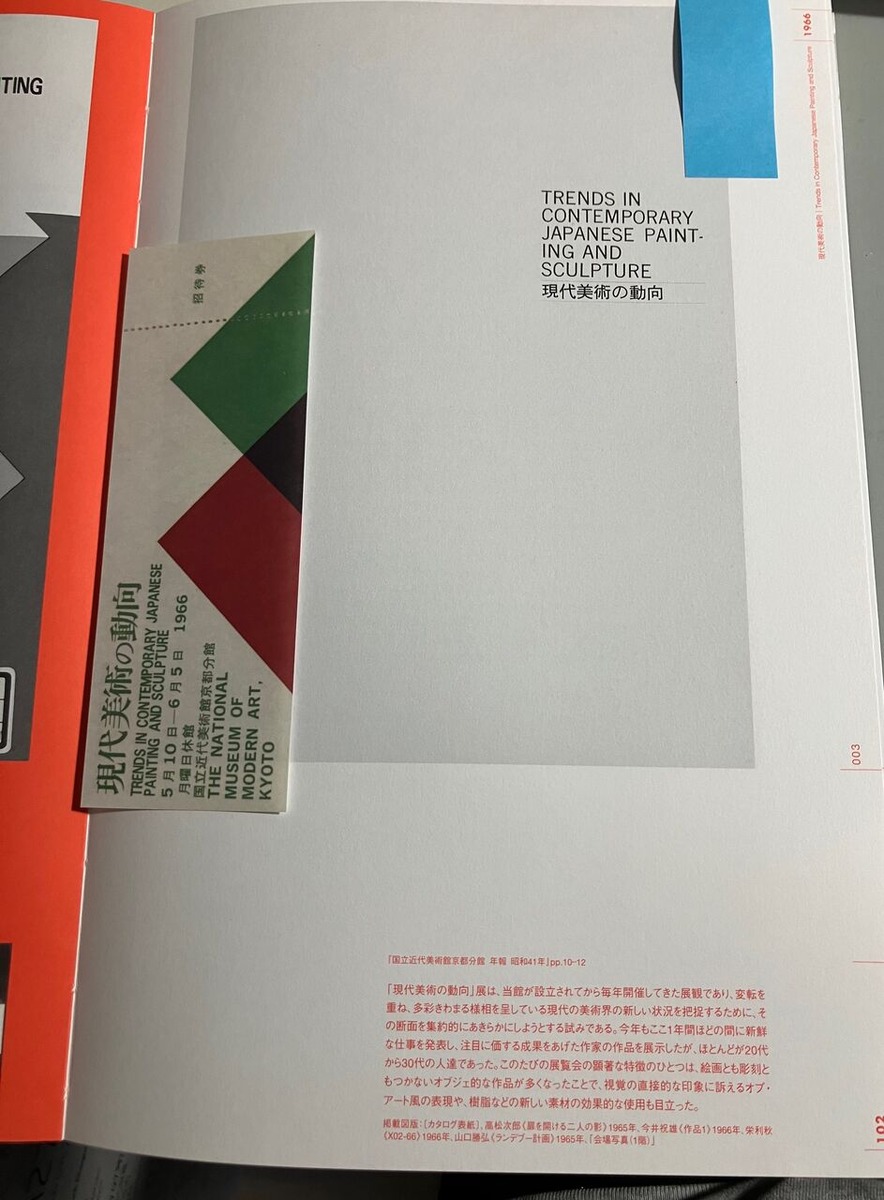 TING
TRENDS IN
CONTEMPORARY
JAPANESE PAINT-
ING AND
SCULPTURE
現代美術の動向
1966
現代美術の動向 | Trends in Contemporary Japanese Painting and Sculpture
招待券
現代美術の動向
TRENDS IN CONTEMPORARY JAPANESE
PAINTING AND SCULPTURE
5月10日—6月5日 1966
月曜日休館
国立近代美術館京都分館
THE NATIONAL
MUSEUM OF
MODERN ART,
KYOTO
003
『国立近代美術館京都分館 年報 昭和41年』pp.10-12
「現代美術の動向」展は、当館が設立されてから毎年開催してきた展観であり、変転を
重ね、多彩きわまる様相を呈している現代の美術界の新しい状況を把捉するために、そ
の断面を集約的にあきらかにしようとする試みである。今年もここ1年間ほどの間に新鮮
な仕事を発表し、注目に価する成果をあげた作家の作品を展示したが、ほとんどが20代
から30代の人達であった。このたびの展覧会の顕著な特徴のひとつは、絵画とも彫刻と
もつかないオブジェ的な作品が多くなったことで、視覚の直接的な印象に訴えるオプ・
アート風の表現や、樹脂などの新しい素材の効果的な使用も目立った。
掲載図版：［カタログ表紙］、高松次郎《扉を開ける二人の影》1965年、今井祝雄《作品1》1966年、栄利秋
《X02-66》1966年、山口勝弘《ランデブー計画》1965年、「会場写真（1階）」
102